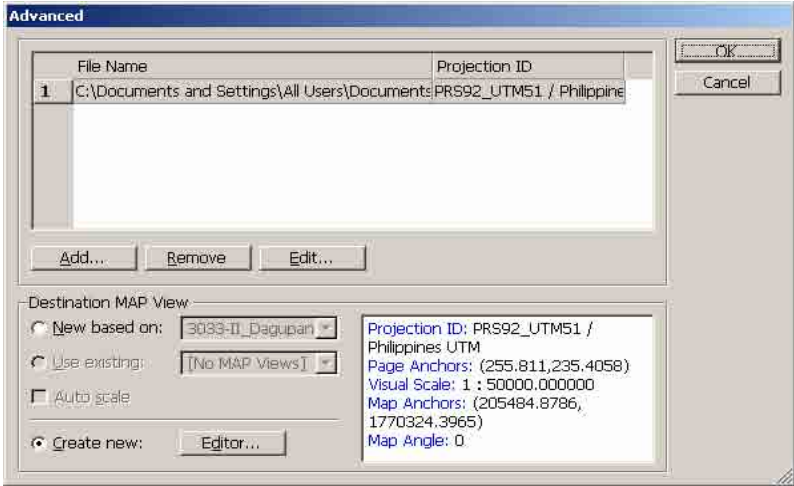 Advanced
File Name Projection ID
1 C:\Documents and Settings\All Users\Documents PRS92_UTM51 / Philippine
OK
Cancel
Add... Remove Edit...
Destination MAP View
New based on: 3033-II_Dagupan
Use existing: [No MAP Views]
Auto scale
Create new: Editor...
Projection ID: PRS92_UTM51 /
Philippines UTM
Page Anchors: (255.811,235.4058)
Visual Scale: 1 : 50000.000000
Map Anchors: (205484.8786,
1770324.3965)
Map Angle: 0